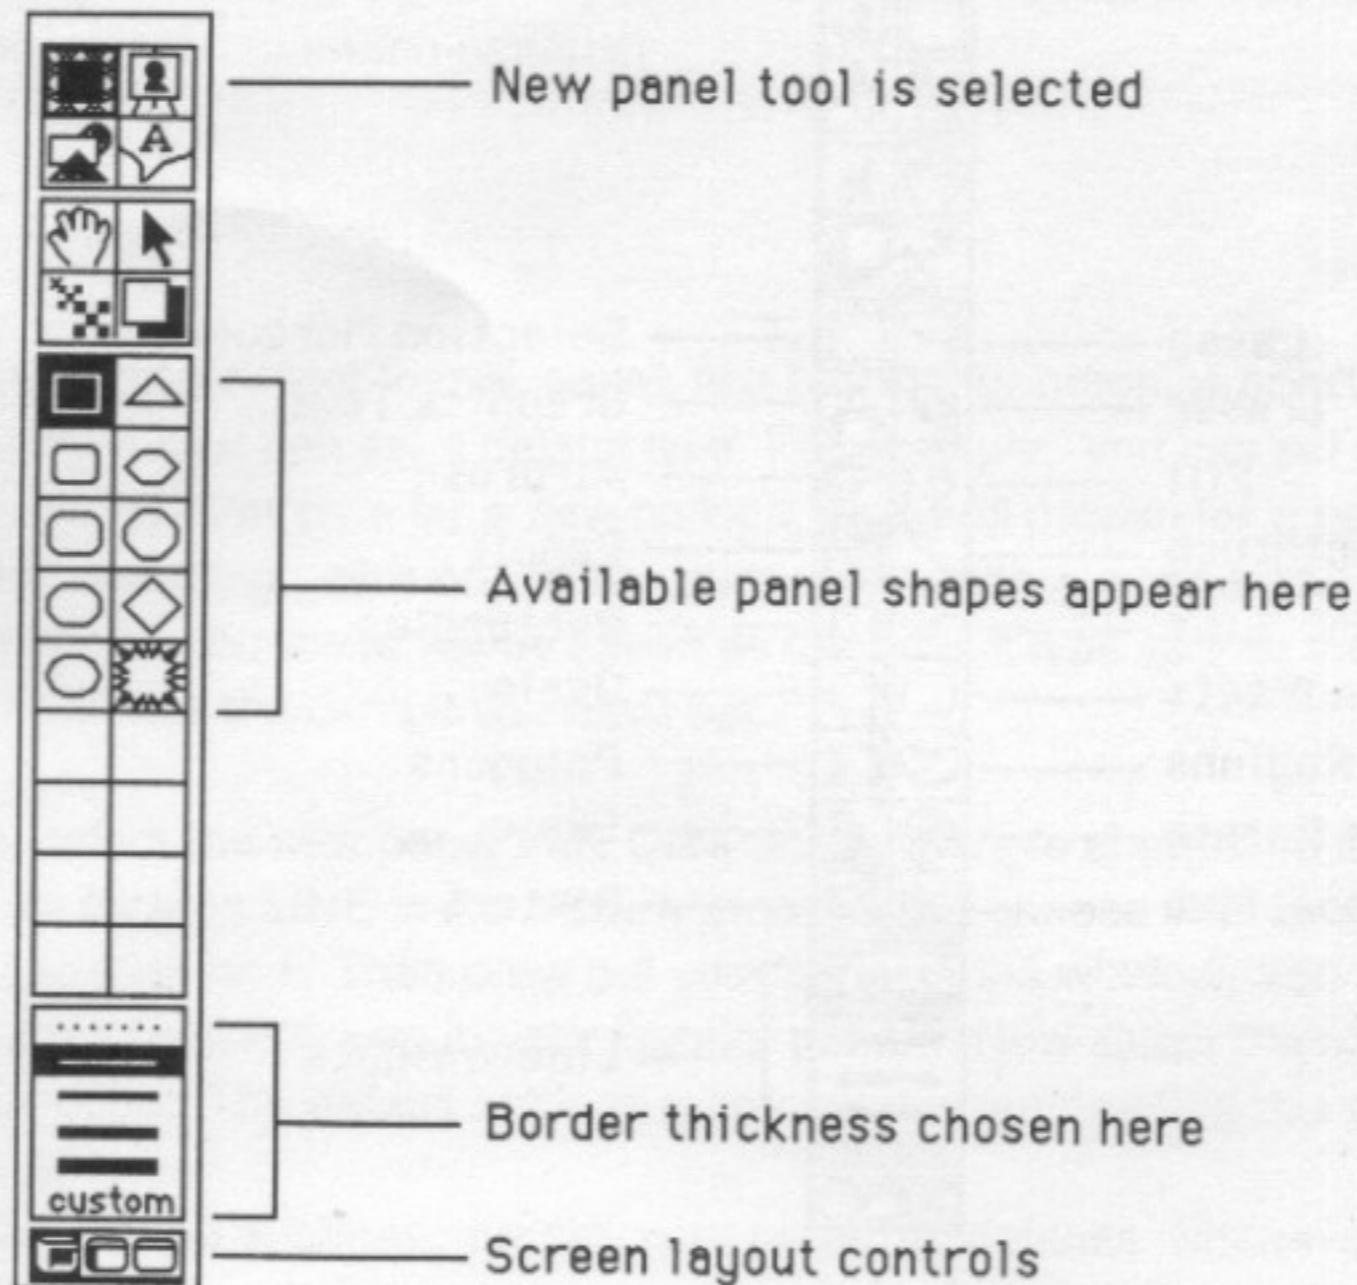 New panel tool is selected
A
Available panel shapes appear here
Border thickness chosen here
custom
Screen layout controls